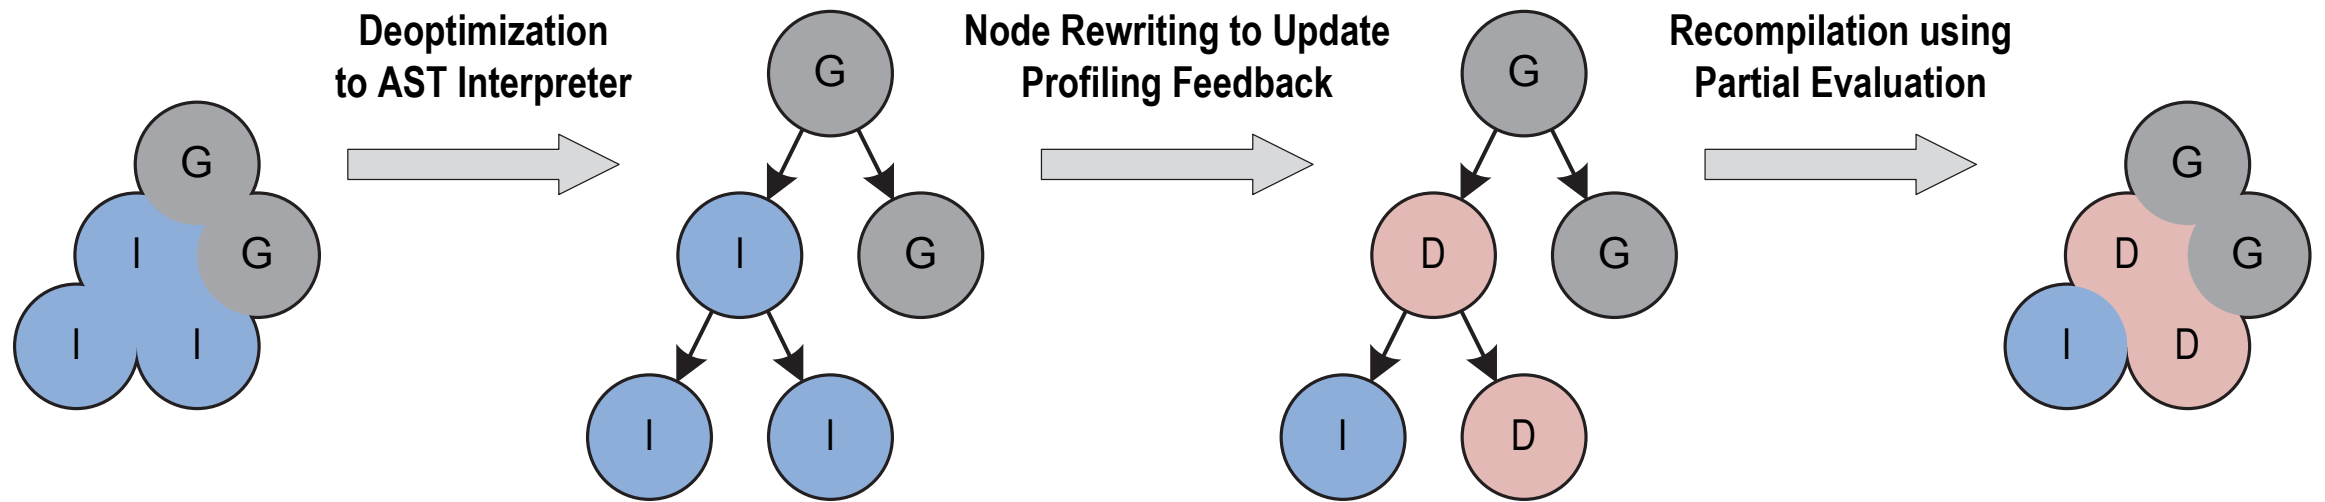 Deoptimization
to AST Interpreter
Node Rewriting to Update
Profiling Feedback
Recompilation using
Partial Evaluation
G
I
G
I
I
G
I
G
I
I
G
D
G
I
D
G
D
G
I
D